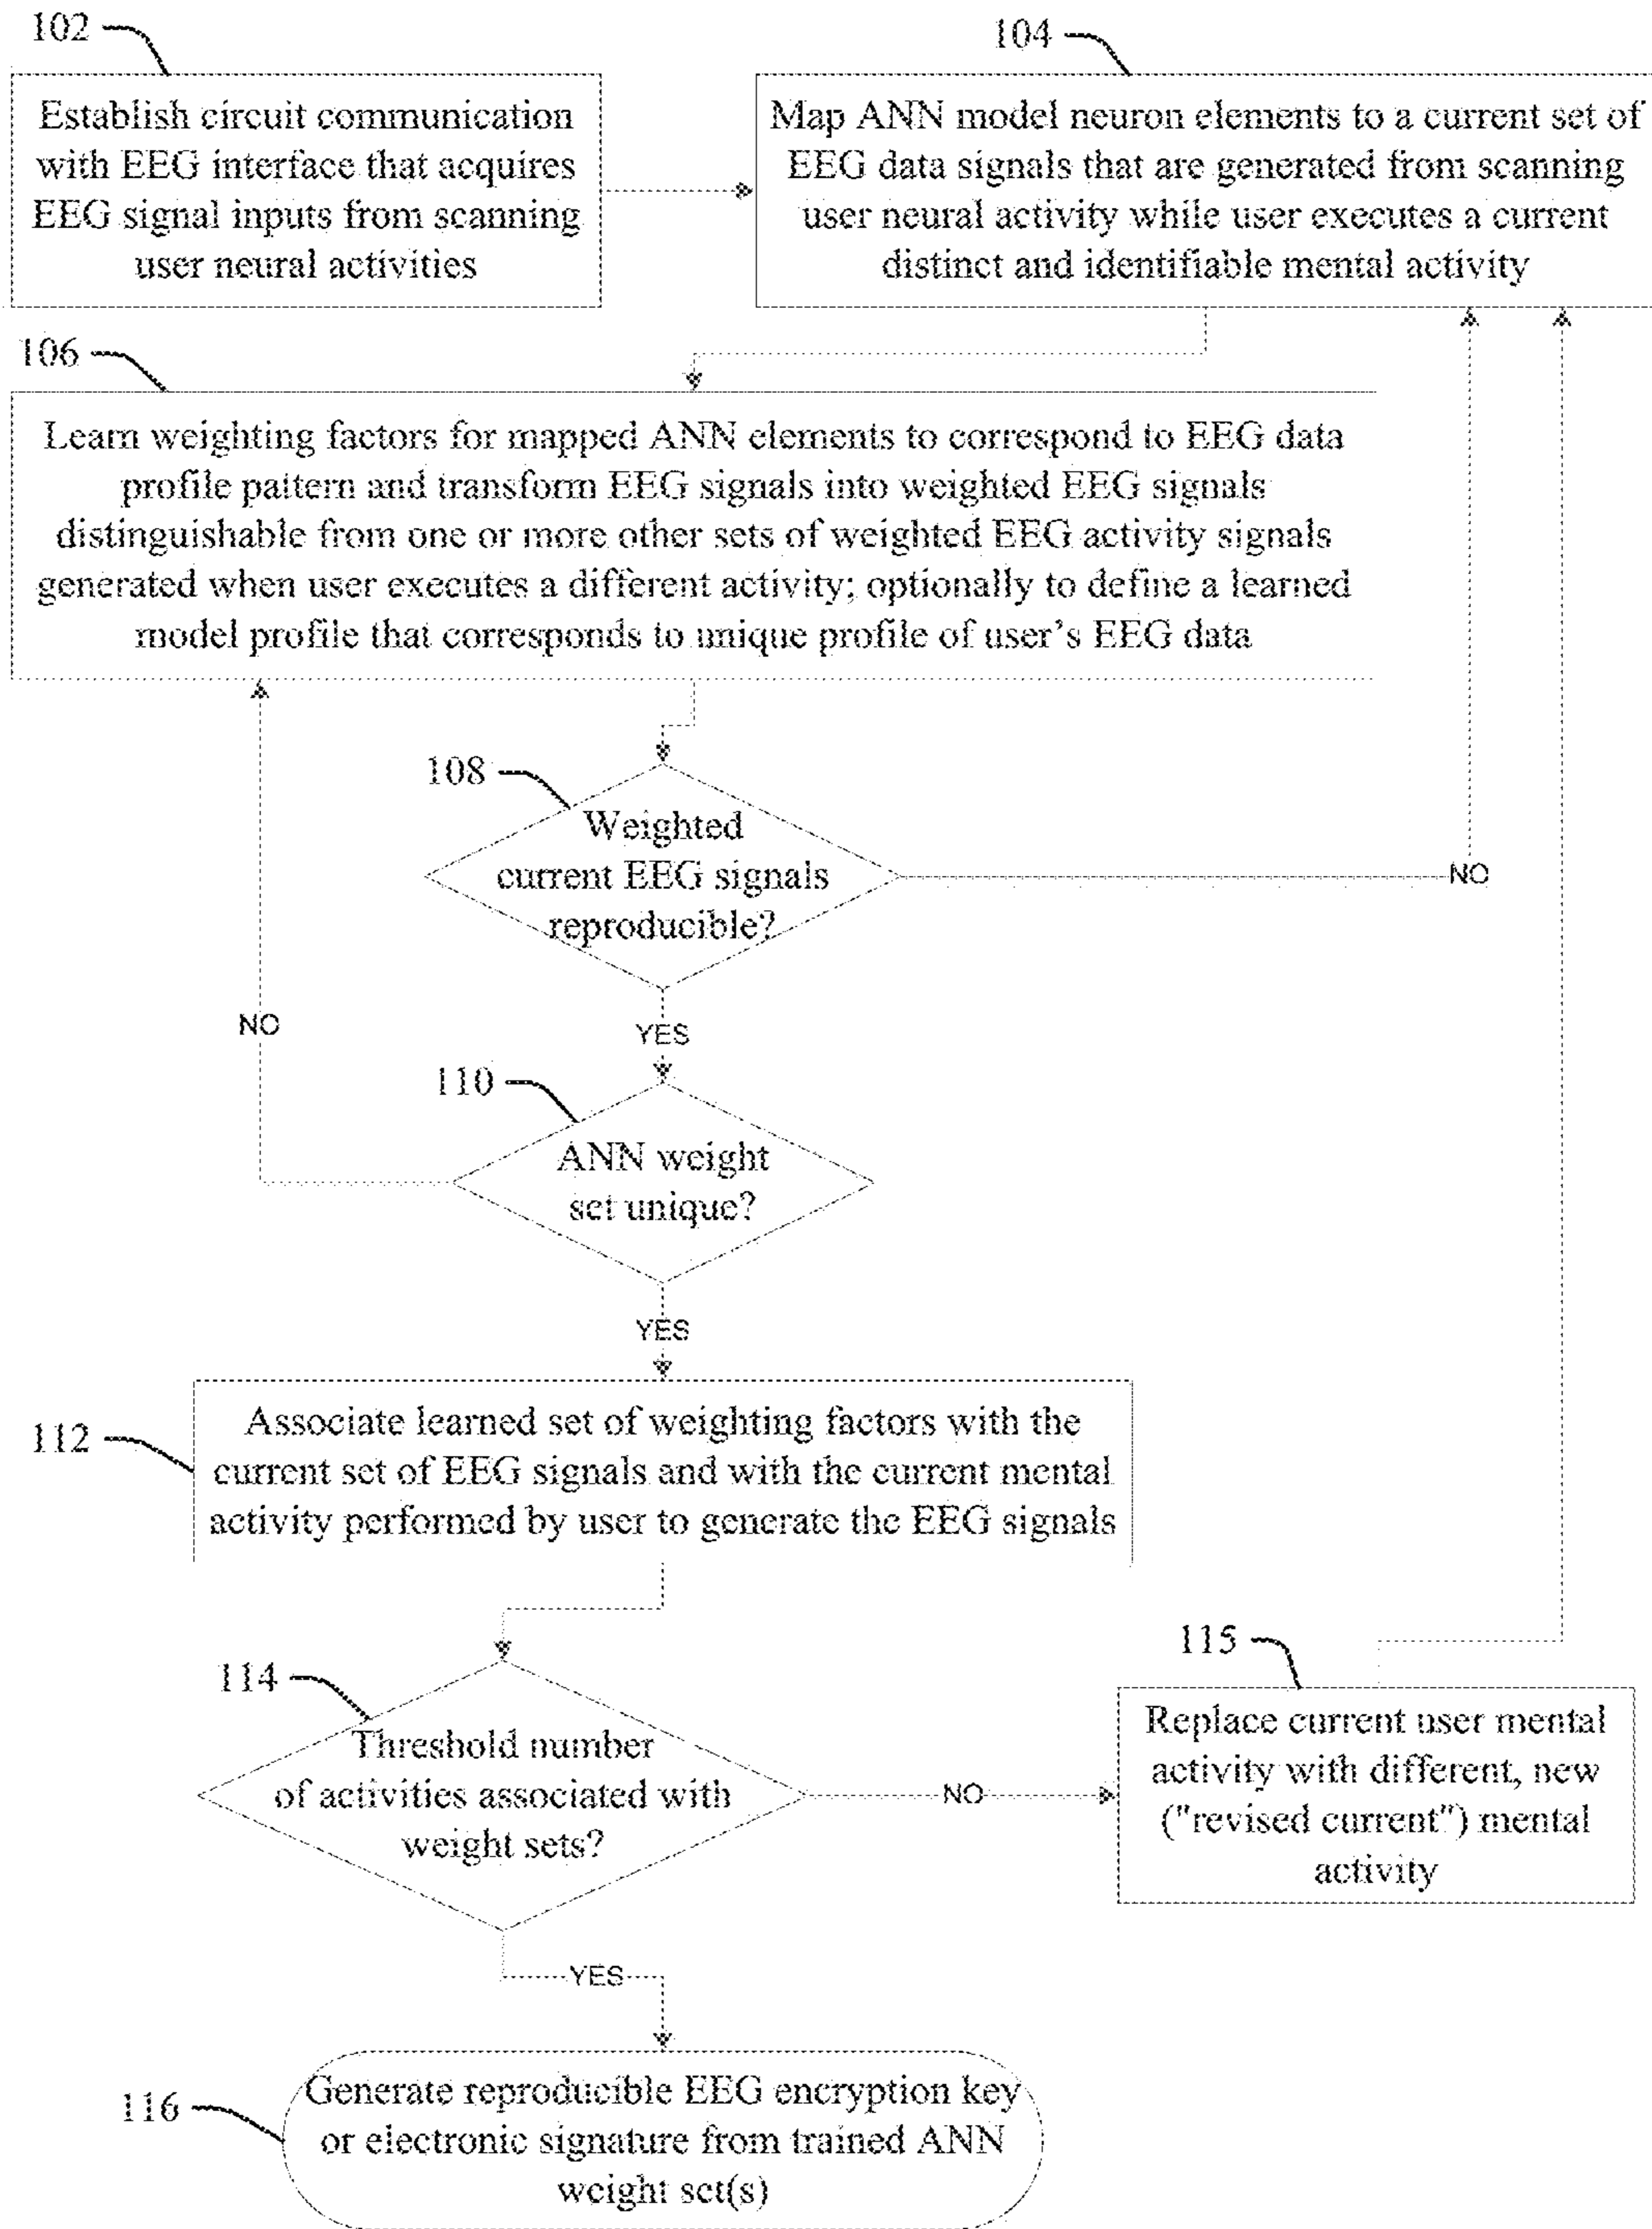 102
Establish circuit communication
with EEG interface that acquires
EEG signal inputs from scanning
user neural activities
104
Map ANN model neuron elements to a current set of
EEG data signals that are generated from scanning
user neural activity while user executes a current
distinct and identifiable mental activity
106
Learn weighting factors for mapped ANN elements to correspond to EEG data
profile pattern and transform EEG signals into weighted EEG signals
distinguishable from one or more other sets of weighted EEG activity signals
generated when user executes a different activity; optionally to define a learned
model profile that corresponds to unique profile of user's EEG data
108
Weighted
current EEG signals
reproducible?
NO
NO
YES
110
ANN weight
set unique?
YES
112
Associate learned set of weighting factors with the
current set of EEG signals and with the current mental
activity performed by user to generate the EEG signals
114
Threshold number
of activities associated with
weight sets?
NO
115
Replace current user mental
activity with different, new
("revised current") mental
activity
YES
116
Generate reproducible EEG encryption key
or electronic signature from trained ANN
weight set(s)